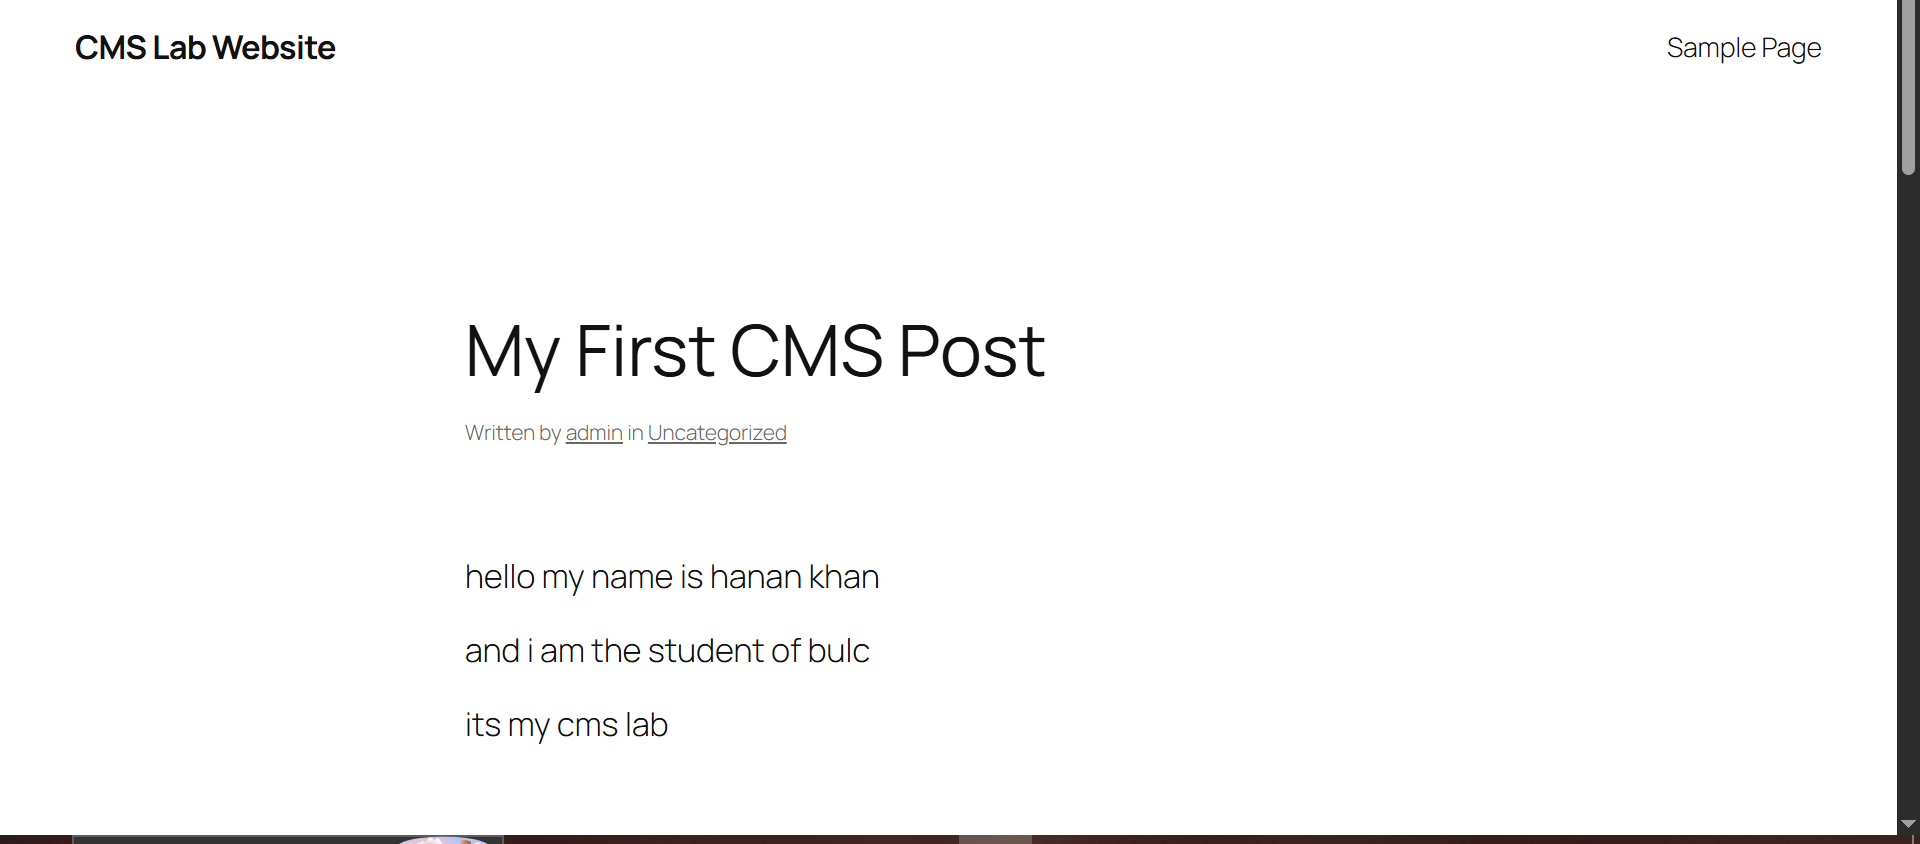 CMS Lab Website
Sample Page
My First CMS Post
Written by admin in Uncategorized
hello my name is hanan khan
and i am the student of bulc
its my cms lab